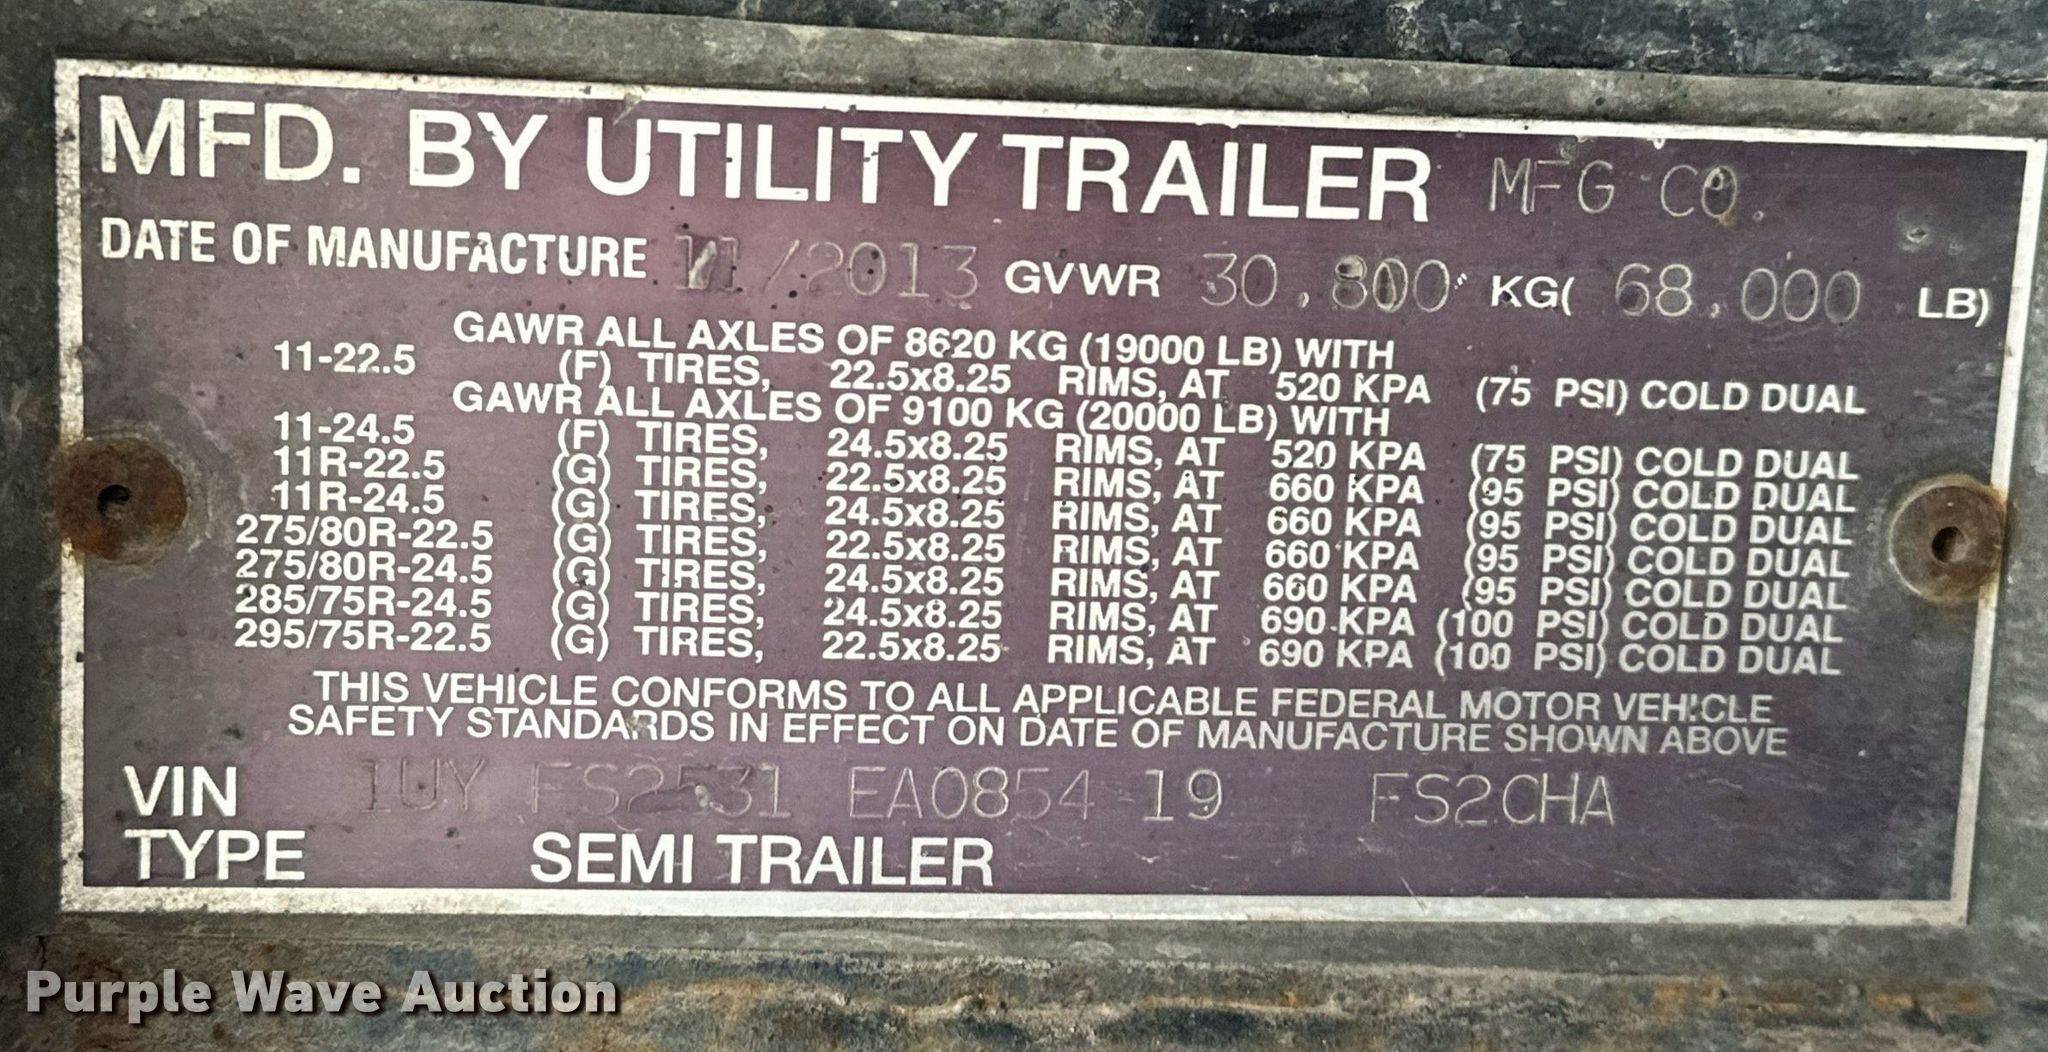 MFD. BY UTILITY TRAILER MFG CO.
DATE OF MANUFACTURE 11/2013 GVWR 30,800 KG( 68,000 LB)
GAWR ALL AXLES OF 8620 KG (19000 LB) WITH
11-22.5 (F) TIRES, 22.5x8.25 RIMS, AT 520 KPA (75 PSI) COLD DUAL
GAWR ALL AXLES OF 9100 KG (20000 LB) WITH
11-24.5 (F) TIRES, 24.5x8.25 RIMS, AT 520 KPA (75 PSI) COLD DUAL
11R-22.5 (G) TIRES, 22.5x8.25 RIMS, AT 660 KPA (95 PSI) COLD DUAL
11R-24.5 (G) TIRES, 24.5x8.25 RIMS, AT 660 KPA (95 PSI) COLD DUAL
275/80R-22.5 (G) TIRES, 22.5x8.25 RIMS, AT 660 KPA (95 PSI) COLD DUAL
275/80R-24.5 (G) TIRES, 24.5x8.25 RIMS, AT 660 KPA (95 PSI) COLD DUAL
285/75R-24.5 (G) TIRES, 24.5x8.25 RIMS, AT 690 KPA (100 PSI) COLD DUAL
295/75R-22.5 (G) TIRES, 22.5x8.25 RIMS, AT 690 KPA (100 PSI) COLD DUAL
THIS VEHICLE CONFORMS TO ALL APPLICABLE FEDERAL MOTOR VEHICLE
SAFETY STANDARDS IN EFFECT ON DATE OF MANUFACTURE SHOWN ABOVE
VIN 1UY FS2531 EA0854 19 FS2CHA
TYPE SEMI TRAILER
Purple Wave Auction